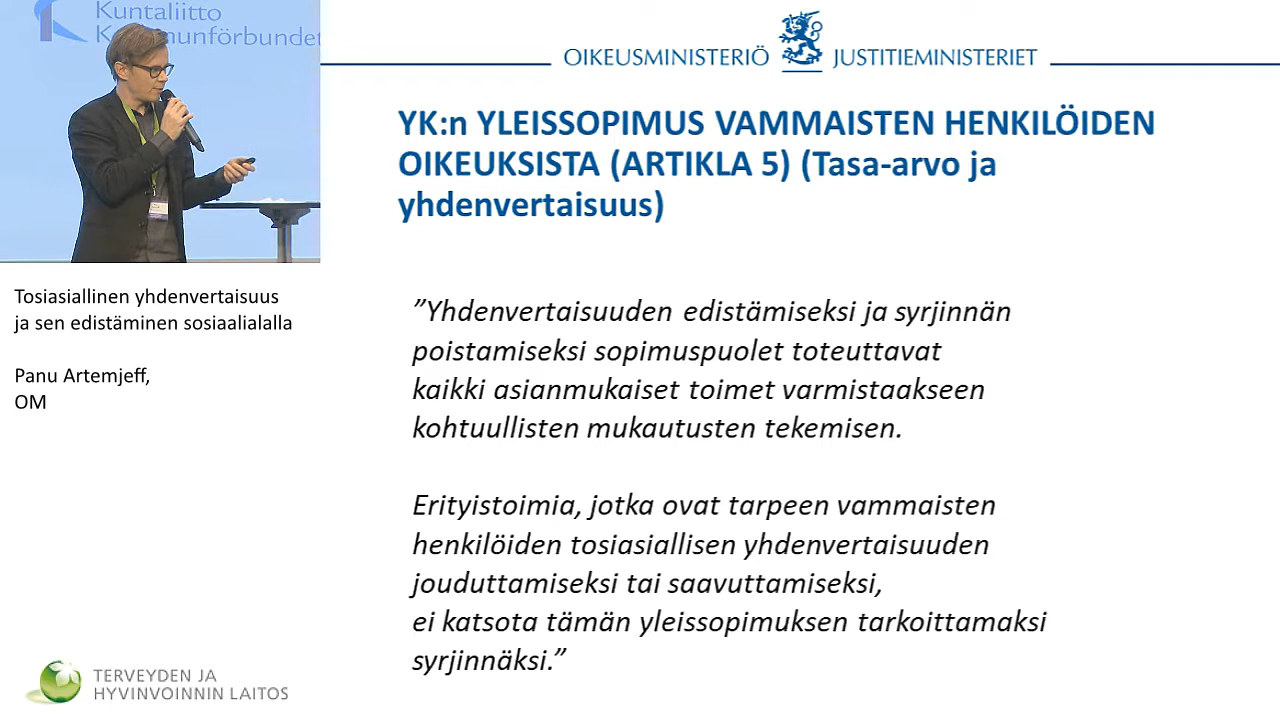 Kuntaliitto
OIKEUSMINISTERIÖ JUSTITIEMINISTERIET
YK:n YLEISSOPIMUS VAMMAISTEN HENKILÖIDEN
OIKEUKSISTA (ARTIKLA 5) (Tasa-arvo ja
yhdenvertaisuus)
Tosiasiallinen yhdenvertaisuus
ja sen edistäminen sosiaalialalla
Panu Artemjeff,
OM
”Yhdenvertaisuuden edistämiseksi ja syrjinnän
poistamiseksi sopimuspuolet toteuttavat
kaikki asianmukaiset toimet varmistaakseen
kohtuullisten mukautusten tekemisen.
Erityistoimia, jotka ovat tarpeen vammaisten
henkilöiden tosiasiallisen yhdenvertaisuuden
jouduttamiseksi tai saavuttamiseksi,
ei katsota tämän yleissopimuksen tarkoittamaksi
syrjinnäksi.”
TERVEYDEN JA
HYVINVOINNIN LAITOS